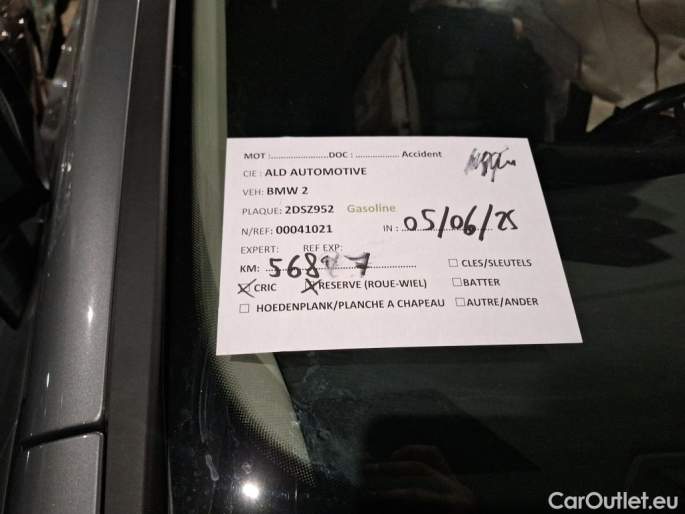 MOT :........................DOC : .................. Accident
CIE : ALD AUTOMOTIVE
VEH: BMW 2
PLAQUE: 2DSZ952 Gasoline
N/REF: 00041021 IN : 05/06/25
EXPERT: REF EXP:
KM:
☒ CRIC ☒ RESERVE (ROUE-WIEL) ☐ CLES/SLEUTELS
☐ BATTER
☐ HOEDENPLANK/PLANCHE A CHAPEAU ☐ AUTRE/ANDER
CarOutlet.eu